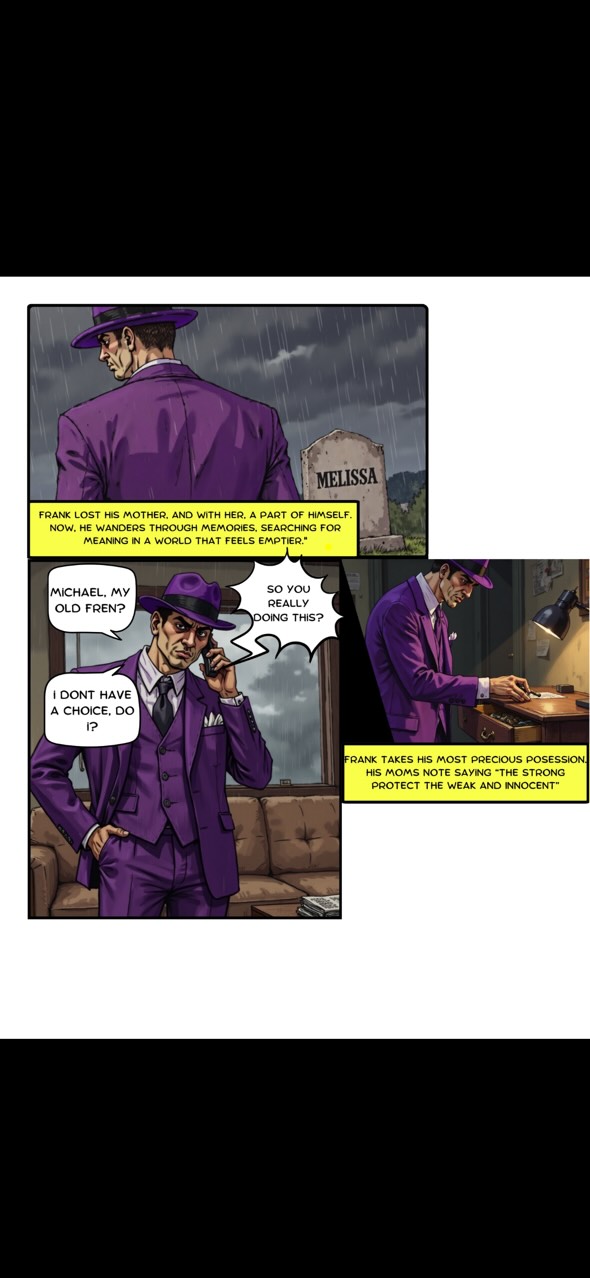 MELISSA
FRANK LOST HIS MOTHER, AND WITH HER, A PART OF HIMSELF.
NOW, HE WANDERS THROUGH MEMORIES, SEARCHING FOR
MEANING IN A WORLD THAT FEELS EMPTIER."
MICHAEL, MY
OLD FREN?
SO YOU
REALLY
DOING THIS?
I DONT HAVE
A CHOICE, DO
I?
FRANK TAKES HIS MOST PRECIOUS POSESSION,
HIS MOMS NOTE SAYING "THE STRONG
PROTECT THE WEAK AND INNOCENT"